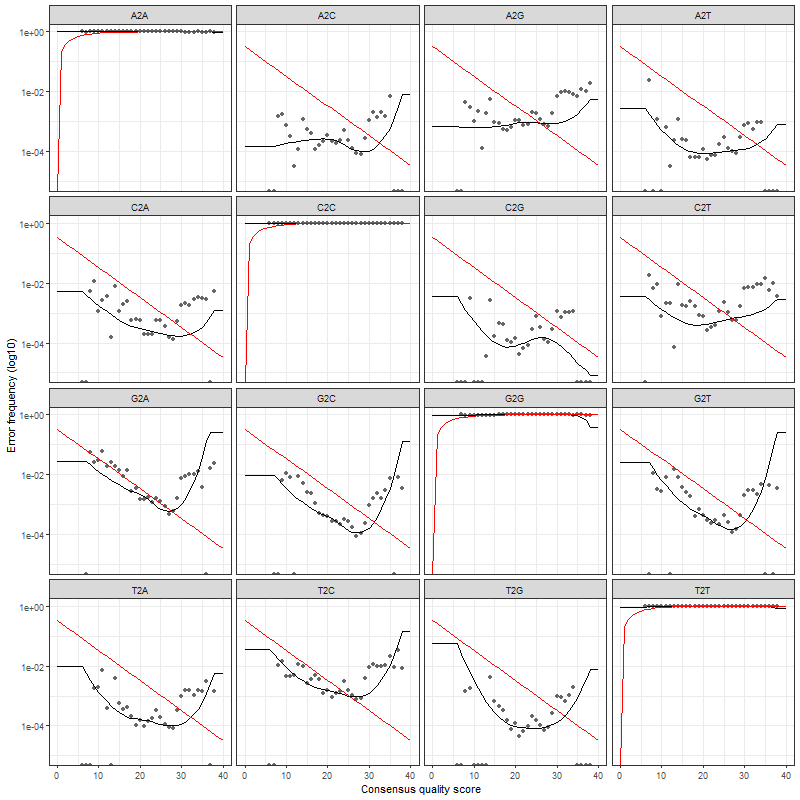 A2A A2C A2G A2T
1e+00
1e-02
1e-04
C2A C2C C2G C2T
1e+00
1e-02
1e-04
Error frequency (log10)
G2A G2C G2G G2T
1e+00
1e-02
1e-04
T2A T2C T2G T2T
1e+00
1e-02
1e-04
0 10 20 30 40 0 10 20 30 40 0 10 20 30 40 0 10 20 30 40
Consensus quality score